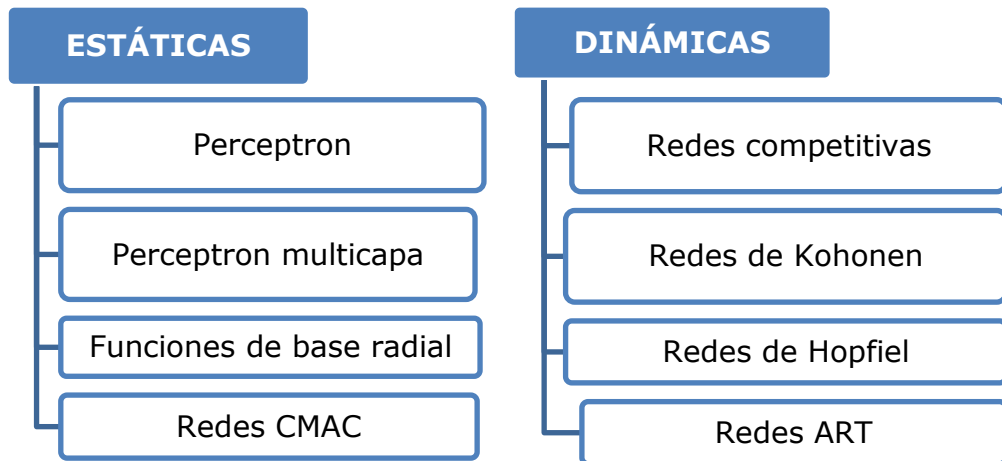 ESTÁTICAS
Perceptron
Perceptron multicapa
Funciones de base radial
Redes CMAC
DINÁMICAS
Redes competitivas
Redes de Kohonen
Redes de Hopfiel
Redes ART